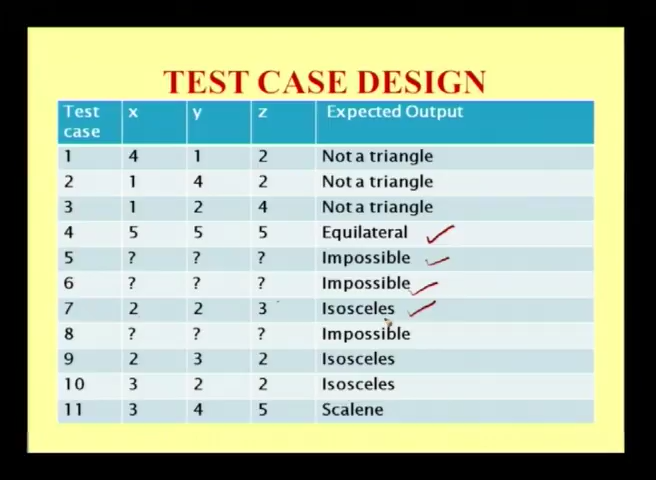 TEST CASE DESIGN
Test case x y z Expected Output
1 4 1 2 Not a triangle
2 1 4 2 Not a triangle
3 1 2 4 Not a triangle
4 5 5 5 Equilateral
5 ? ? ? Impossible
6 ? ? ? Impossible
7 2 2 3 Isosceles
8 ? ? ? Impossible
9 2 3 2 Isosceles
10 3 2 2 Isosceles
11 3 4 5 Scalene